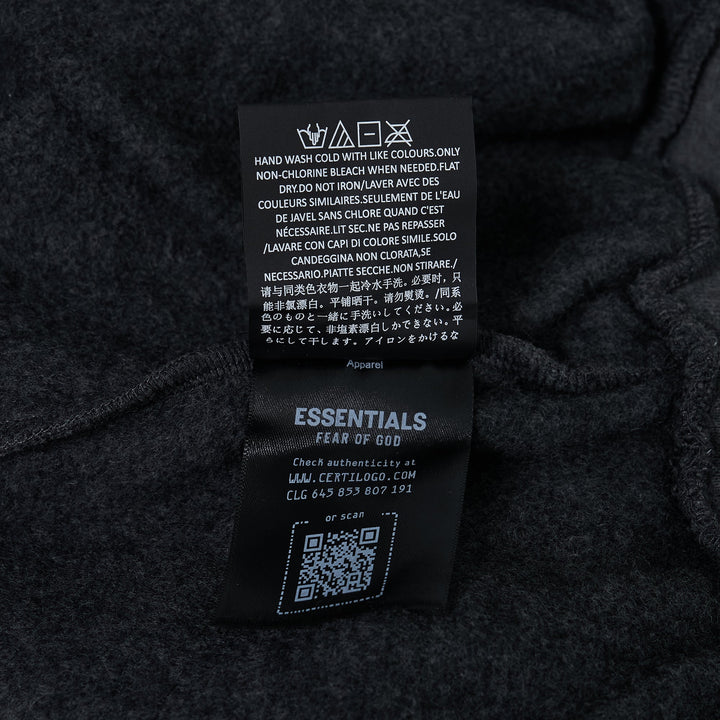 HAND WASH COLD WITH LIKE COLOURS.ONLY
NON-CHLORINE BLEACH WHEN NEEDED.FLAT
DRY.DO NOT IRON/LAVER AVEC DES
COULEURS SIMILAIRES.SEULEMENT DE L'EAU
DE JAVEL SANS CHLORE QUAND C'EST
NÉCESSAIRE.LIT SEC.NE PAS REPASSER
/LAVARE CON CAPI DI COLORE SIMILE.SOLO
CANDEGGINA NON CLORATA,SE
NECESSARIO.PIATTE SECCHE.NON STIRARE./
请与同类色衣物一起冷水手洗。必要时，只
能非氯漂白。平铺晒干。请勿熨烫。/同系
色のものと一緒に手洗いしてください。必
要に応じて、非塩素漂白しかできない。平
らにして干します。アイロンをかけるな
Apparel
ESSENTIALS
FEAR OF GOD
Check authenticity at
WWW.CERTILOGO.COM
CLG 645 853 807 191
or scan